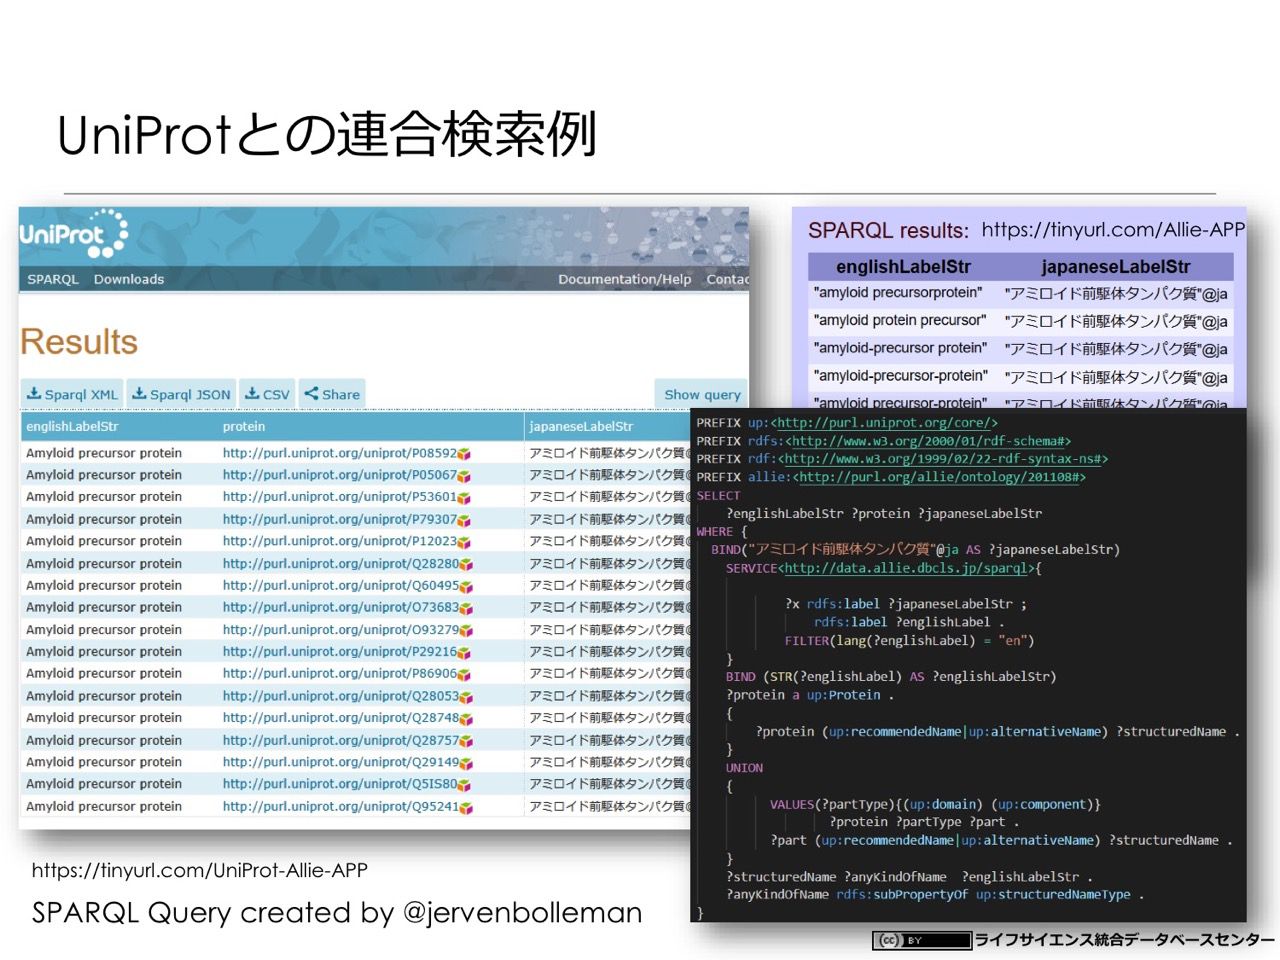 UniProtとの連合検索例
UniProt
SPARQL Downloads Documentation/Help Contac
Results
Sparql XML Sparql JSON CSV Share Show query
englishLabelStr protein japaneseLabelStr
Amyloid precursor protein http://purl.uniprot.org/uniprot/P08592 アミロイド前駆体タンパク質@
Amyloid precursor protein http://purl.uniprot.org/uniprot/P05067 アミロイド前駆体タンパク質@
Amyloid precursor protein http://purl.uniprot.org/uniprot/P53601 アミロイド前駆体タンパク質@
Amyloid precursor protein http://purl.uniprot.org/uniprot/P79307 アミロイド前駆体タンパク質@
Amyloid precursor protein http://purl.uniprot.org/uniprot/P12023 アミロイド前駆体タンパク質@
Amyloid precursor protein http://purl.uniprot.org/uniprot/Q28280 アミロイド前駆体タンパク質@
Amyloid precursor protein http://purl.uniprot.org/uniprot/Q60495 アミロイド前駆体タンパク質@
Amyloid precursor protein http://purl.uniprot.org/uniprot/O73683 アミロイド前駆体タンパク質@
Amyloid precursor protein http://purl.uniprot.org/uniprot/O93279 アミロイド前駆体タンパク質@
Amyloid precursor protein http://purl.uniprot.org/uniprot/P29216 アミロイド前駆体タンパク質@
Amyloid precursor protein http://purl.uniprot.org/uniprot/P86906 アミロイド前駆体タンパク質@
Amyloid precursor protein http://purl.uniprot.org/uniprot/Q28053 アミロイド前駆体タンパク質@
Amyloid precursor protein http://purl.uniprot.org/uniprot/Q28748 アミロイド前駆体タンパク質@
Amyloid precursor protein http://purl.uniprot.org/uniprot/Q28757 アミロイド前駆体タンパク質@
Amyloid precursor protein http://purl.uniprot.org/uniprot/Q29149 アミロイド前駆体タンパク質@
Amyloid precursor protein http://purl.uniprot.org/uniprot/Q5IS80 アミロイド前駆体タンパク質@
Amyloid precursor protein http://purl.uniprot.org/uniprot/Q95241 アミロイド前駆体タンパク質@
https://tinyurl.com/UniProt-Allie-APP
SPARQL Query created by @jervenbolleman
SPARQL results: https://tinyurl.com/Allie-APP
englishLabelStr japaneseLabelStr
"amyloid precursorprotein" "アミロイド前駆体タンパク質"@ja
"amyloid protein precursor" "アミロイド前駆体タンパク質"@ja
"amyloid-precursor protein" "アミロイド前駆体タンパク質"@ja
"amyloid-precursor-protein" "アミロイド前駆体タンパク質"@ja
"amyloid precursor-protein" "アミロイド前駆体タンパク質"@ja
PREFIX up:<http://purl.uniprot.org/core/>
PREFIX rdfs:<http://www.w3.org/2000/01/rdf-schema#>
PREFIX rdf:<http://www.w3.org/1999/02/22-rdf-syntax-ns#>
PREFIX allie:<http://purl.org/allie/ontology/201108#>
SELECT
?englishLabelStr ?protein ?japaneseLabelStr
WHERE {
BIND("アミロイド前駆体タンパク質"@ja AS ?japaneseLabelStr)
SERVICE<http://data.allie.dbcls.jp/sparql>{
?x rdfs:label ?japaneseLabelStr ;
rdfs:label ?englishLabel .
FILTER(lang(?englishLabel) = "en")
}
BIND (STR(?englishLabel) AS ?englishLabelStr)
?protein a up:Protein .
{
?protein (up:recommendedName|up:alternativeName) ?structuredName .
}
UNION
{
VALUES(?partType){(up:domain) (up:component)}
?protein ?partType ?part .
?part (up:recommendedName|up:alternativeName) ?structuredName .
}
?structuredName ?anyKindOfName ?englishLabelStr .
?anyKindOfName rdfs:subPropertyOf up:structuredNameType .
}
(cc) BY ライフサイエンス統合データベースセンター